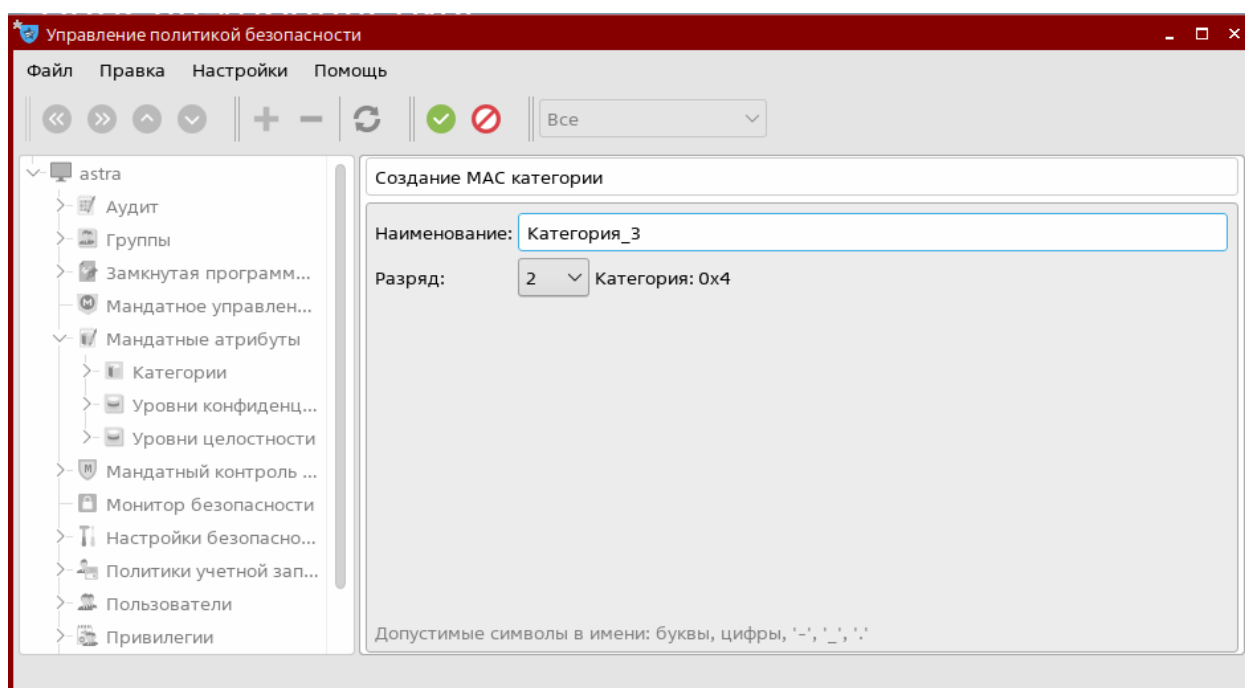 Управление политикой безопасности
Файл Правка Настройки Помощь
Все
astra
Аудит
Группы
Замкнутая программ...
Мандатное управлен...
Мандатные атрибуты
Категории
Уровни конфиденц...
Уровни целостности
Мандатный контроль ...
Монитор безопасности
Настройки безопасно...
Политики учетной зап...
Пользователи
Привилегии
Создание MAC категории
Наименование: Категория_3
Разряд: 2 Категория: 0x4
Допустимые символы в имени: буквы, цифры, '-', '_', '.'